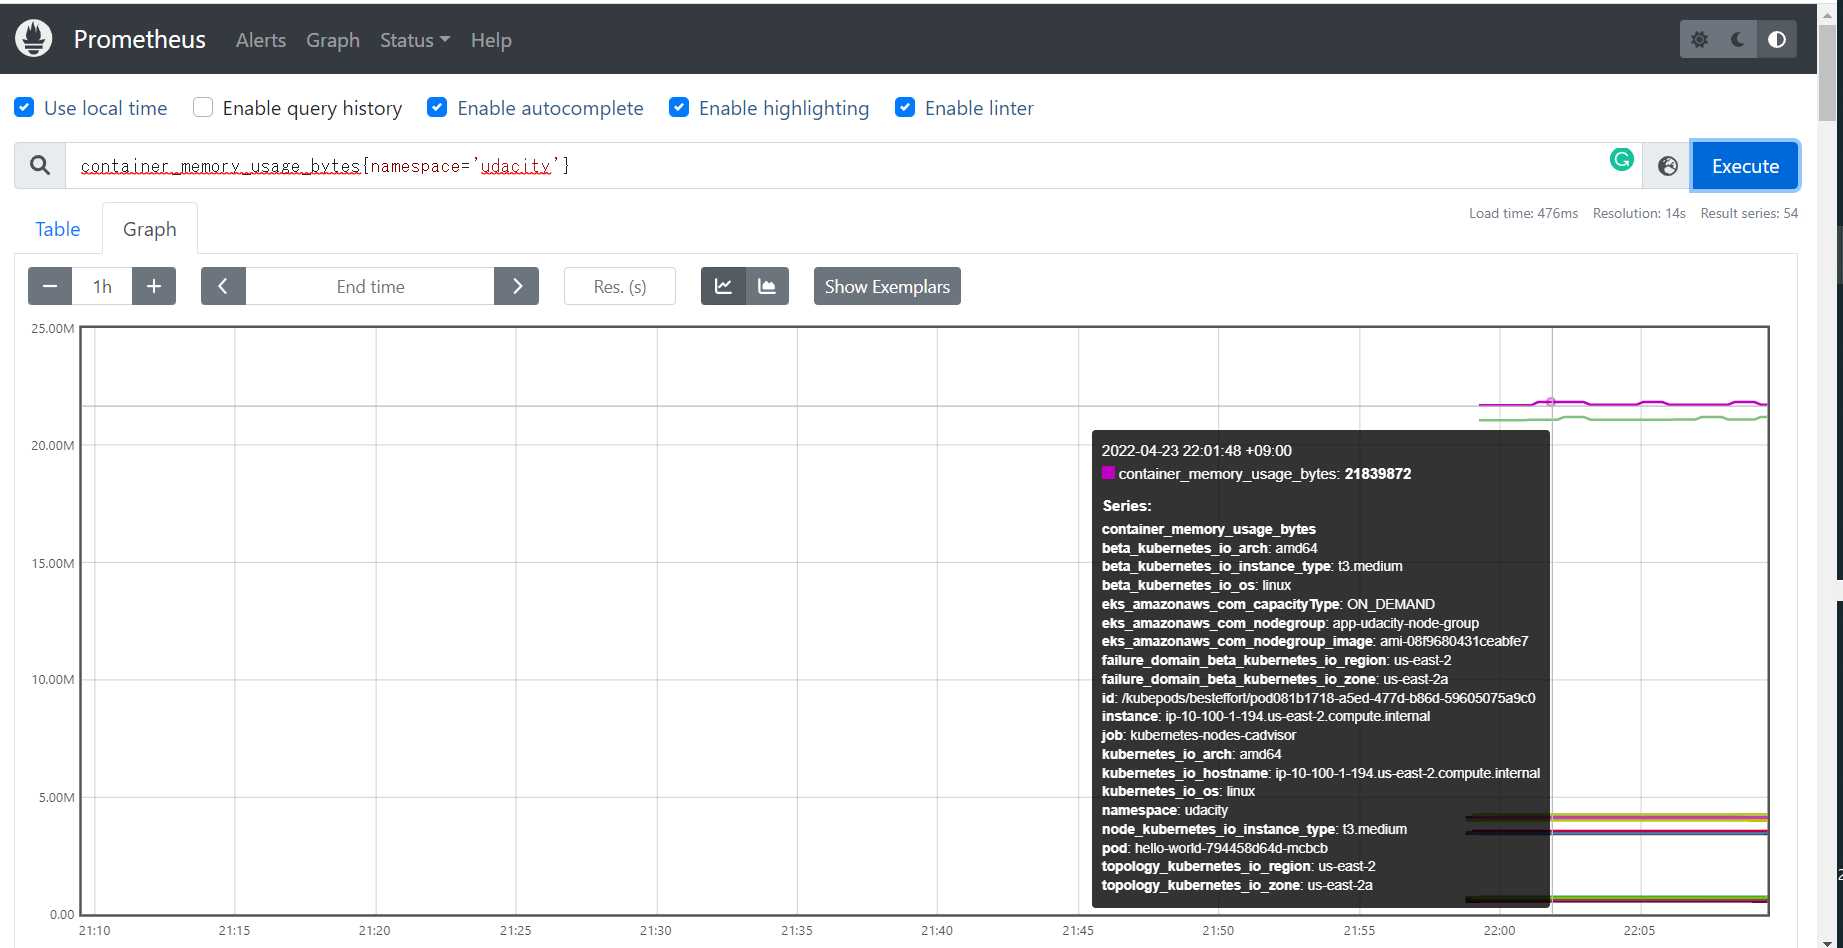 Prometheus Alerts Graph Status Help
Use local time Enable query history Enable autocomplete Enable highlighting Enable linter
container_memory_usage_bytes{namespace='udacity'}
Execute
Load time: 476ms Resolution: 14s Result series: 54
Table Graph
1h End time Res. (s) Show Exemplars
25.00M
20.00M
15.00M
10.00M
5.00M
0.00
2022-04-23 22:01:48 +09:00
container_memory_usage_bytes: 21839872
Series:
container_memory_usage_bytes
beta_kubernetes_io_arch: amd64
beta_kubernetes_io_instance_type: t3.medium
beta_kubernetes_io_os: linux
eks_amazonaws_com_capacityType: ON_DEMAND
eks_amazonaws_com_nodegroup: app-udacity-node-group
eks_amazonaws_com_nodegroup_image: ami-08f9680431ceabfe7
failure_domain_beta_kubernetes_io_region: us-east-2
failure_domain_beta_kubernetes_io_zone: us-east-2a
id: /kubepods/besteffort/pod081b1718-a5ed-477d-b86d-59605075a9c0
instance: ip-10-100-1-194.us-east-2.compute.internal
job: kubernetes-nodes-cadvisor
kubernetes_io_arch: amd64
kubernetes_io_hostname: ip-10-100-1-194.us-east-2.compute.internal
kubernetes_io_os: linux
namespace: udacity
node_kubernetes_io_instance_type: t3.medium
pod: hello-world-794458d64d-mcbcb
topology_kubernetes_io_region: us-east-2
topology_kubernetes_io_zone: us-east-2a
21:10 21:15 21:20 21:25 21:30 21:35 21:40 21:45 21:50 21:55 22:00 22:05